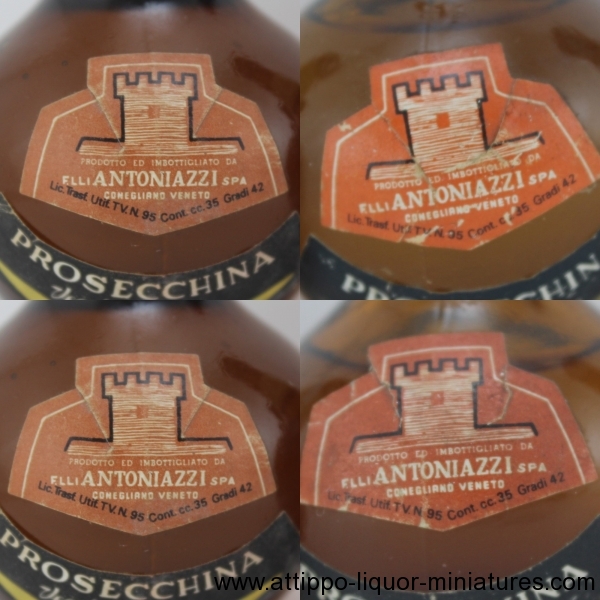 PRODOTTO ED IMBOTTIGLIATO DA
F.LLI ANTONIAZZI SPA
CONEGLIANO VENETO
Lic. Trasf. Utif. TV. N. 95 Cont. cc. 35 Gradi 42
PROSECCHINA
PRODOTTO ED IMBOTTIGLIATO DA
F.LLI ANTONIAZZI SPA
CONEGLIANO VENETO
Lic. Trasf. Utif. TV. N. 95 Cont. cc. 35 Gradi 42
PRODOTTO ED IMBOTTIGLIATO DA
F.LLI ANTONIAZZI SPA
CONEGLIANO VENETO
Lic. Trasf. Utif. TV. N. 95 Cont. cc. 35 Gradi 42
PROSECCHINA
PRODOTTO ED IMBOTTIGLIATO DA
F.LLI ANTONIAZZI SPA
CONEGLIANO VENETO
Lic. Trasf. Utif. TV. N. 95 Cont. cc. 35 Gradi 42
www.attippo-liquor-miniatures.com